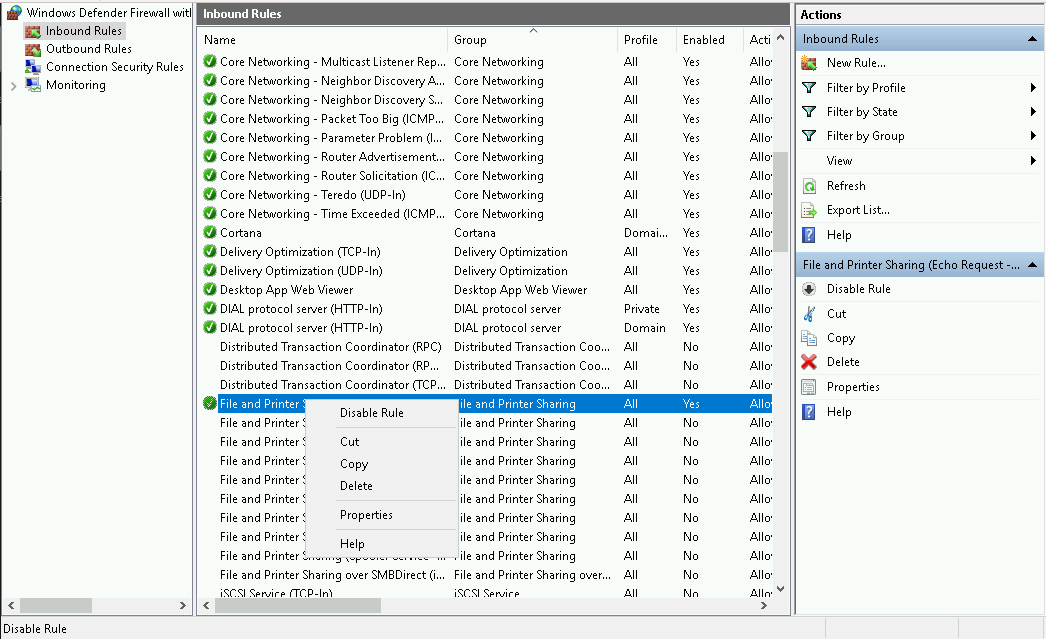 Windows Defender Firewall with
Inbound Rules
Outbound Rules
Connection Security Rules
Monitoring
Inbound Rules
Name Group Profile Enabled Acti
Core Networking - Multicast Listener Rep... Core Networking All Yes Allo
Core Networking - Neighbor Discovery A... Core Networking All Yes Allo
Core Networking - Neighbor Discovery S... Core Networking All Yes Allo
Core Networking - Packet Too Big (ICMP... Core Networking All Yes Allo
Core Networking - Parameter Problem (I... Core Networking All Yes Allo
Core Networking - Router Advertisement... Core Networking All Yes Allo
Core Networking - Router Solicitation (IC... Core Networking All Yes Allo
Core Networking - Teredo (UDP-In) Core Networking All Yes Allo
Core Networking - Time Exceeded (ICMP... Core Networking All Yes Allo
Cortana Cortana Domai... Yes Allo
Delivery Optimization (TCP-In) Delivery Optimization All Yes Allo
Delivery Optimization (UDP-In) Delivery Optimization All Yes Allo
Desktop App Web Viewer Desktop App Web Viewer All Yes Allo
DIAL protocol server (HTTP-In) DIAL protocol server Private Yes Allo
DIAL protocol server (HTTP-In) DIAL protocol server Domain Yes Allo
Distributed Transaction Coordinator (RPC) Distributed Transaction Coo... All No Allo
Distributed Transaction Coordinator (RP... Distributed Transaction Coo... All No Allo
Distributed Transaction Coordinator (TCP... Distributed Transaction Coo... All No Allo
File and Printer S ile and Printer Sharing All Yes Allo
File and Printer S ile and Printer Sharing All No Allo
File and Printer S ile and Printer Sharing All No Allo
File and Printer S ile and Printer Sharing All No Allo
File and Printer S ile and Printer Sharing All No Allo
File and Printer S ile and Printer Sharing All No Allo
File and Printer S ile and Printer Sharing All No Allo
File and Printer S ile and Printer Sharing All No Allo
File and Printer Sharing (Spooler Service - ... ile and Printer Sharing All No Allo
File and Printer Sharing over SMBDirect (i... File and Printer Sharing over... All No Allo
iSCSI Service (TCP-In) iSCSI Service All No Allo
Disable Rule
Cut
Copy
Delete
Properties
Help
Actions
Inbound Rules
New Rule...
Filter by Profile
Filter by State
Filter by Group
View
Refresh
Export List...
Help
File and Printer Sharing (Echo Request -...
Disable Rule
Cut
Copy
Delete
Properties
Help
Disable Rule